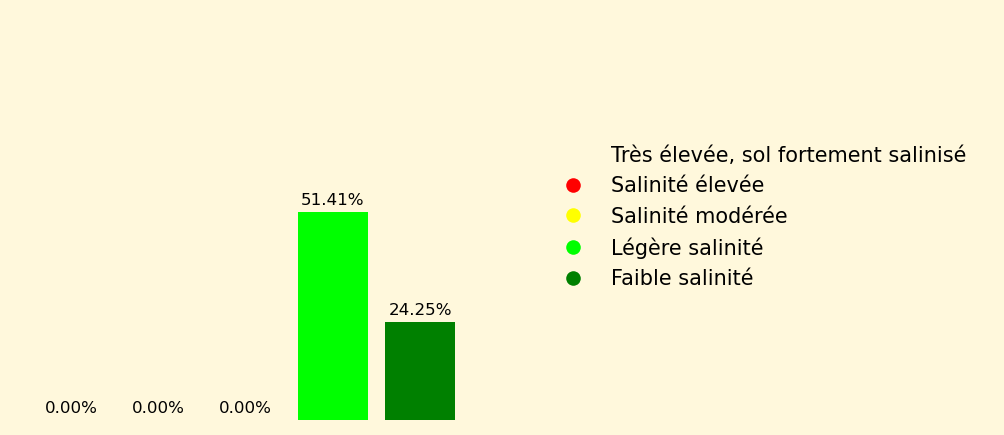 51.41%
24.25%
0.00% 0.00% 0.00%
Très élevée, sol fortement salinisé
Salinité élevée
Salinité modérée
Légère salinité
Faible salinité